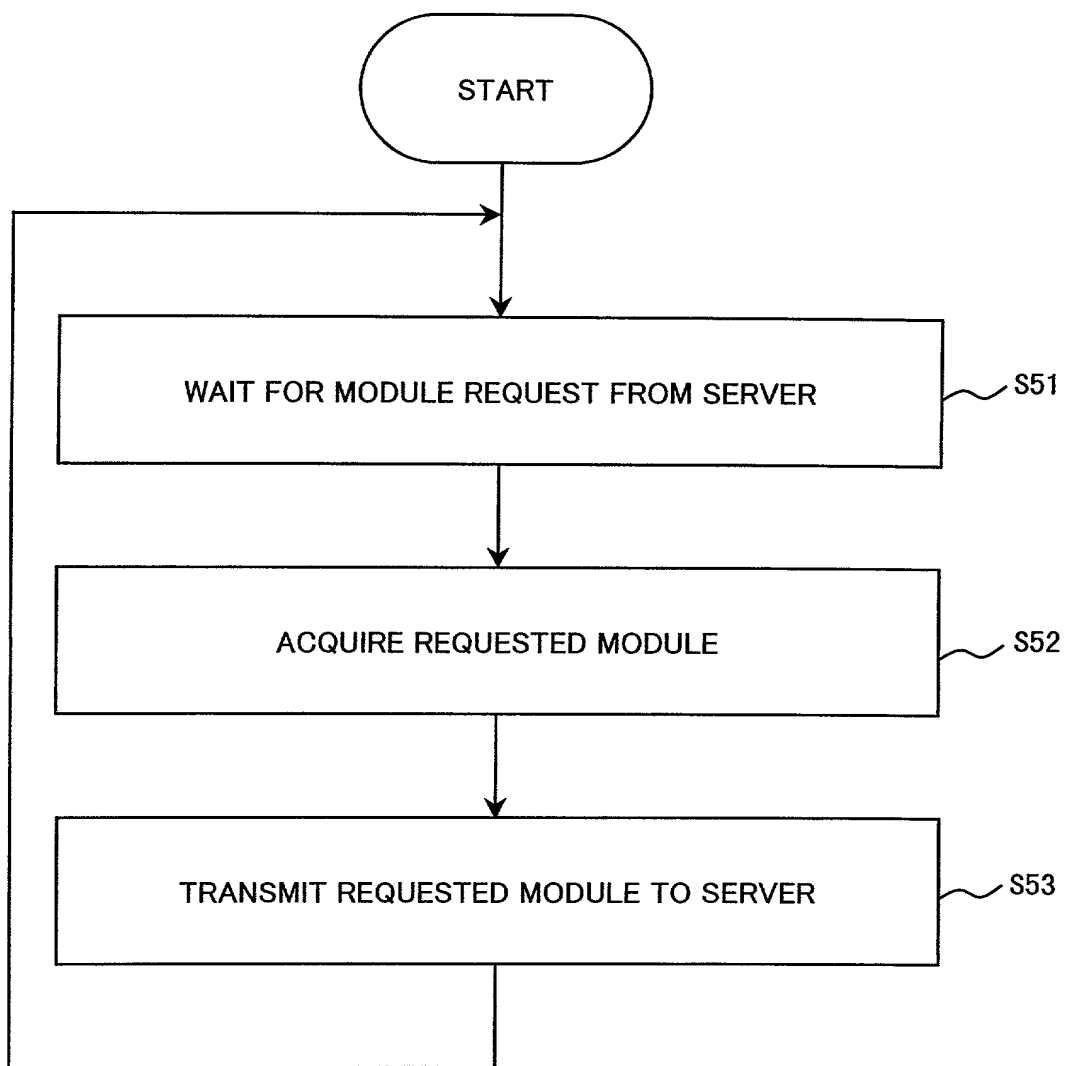 START
WAIT FOR MODULE REQUEST FROM SERVER
S51
ACQUIRE REQUESTED MODULE
S52
TRANSMIT REQUESTED MODULE TO SERVER
S53